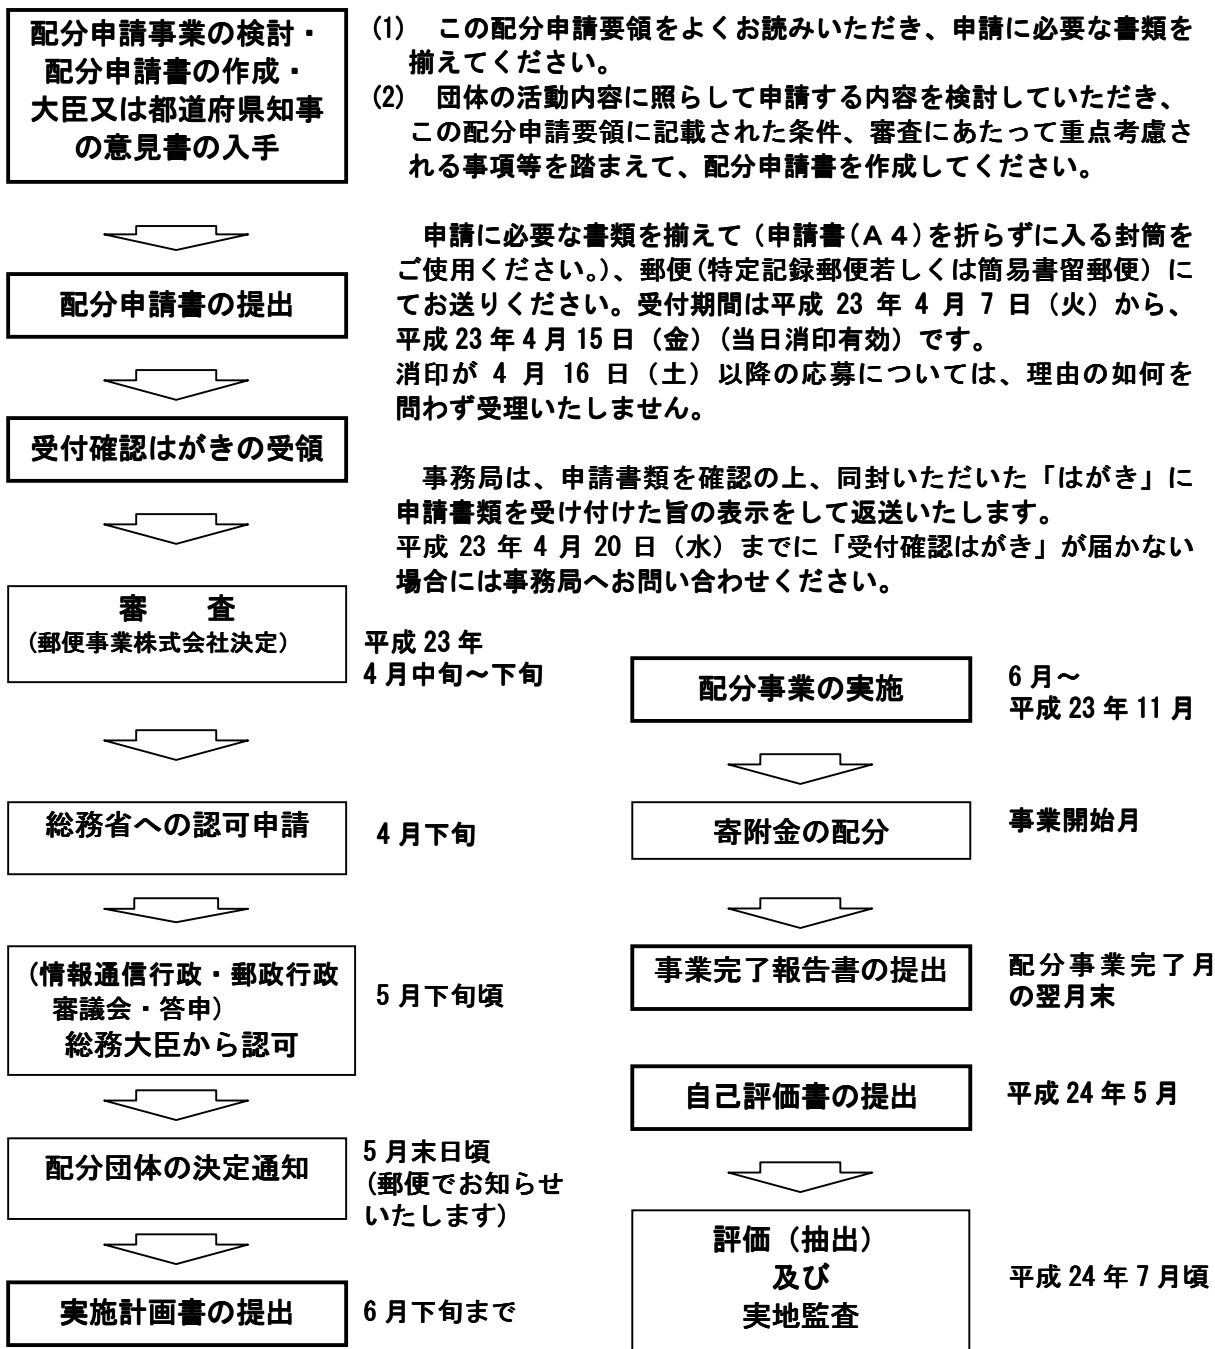 配分申請事業の検討・
配分申請書の作成・
大臣又は都道府県知事
の意見書の入手
(1) この配分申請要領をよくお読みいただき、申請に必要な書類を
揃えてください。
(2) 団体の活動内容に照らして申請する内容を検討していただき、
この配分申請要領に記載された条件、審査にあたって重点考慮さ
れる事項等を踏まえて、配分申請書を作成してください。
配分申請書の提出
申請に必要な書類を揃えて（申請書(A4)を折らずに入る封筒を
ご使用ください。)、郵便(特定記録郵便若しくは簡易書留郵便）に
てお送りください。受付期間は平成 23 年 4 月 7 日（火）から、
平成 23 年 4 月 15 日（金）(当日消印有効）です。
消印が 4 月 16 日（土）以降の応募については、理由の如何を
問わず受理いたしません。
受付確認はがきの受領
事務局は、申請書類を確認の上、同封いただいた「はがき」に
申請書類を受け付けた旨の表示をして返送いたします。
平成 23 年 4 月 20 日（水）までに「受付確認はがき」が届かない
場合には事務局へお問い合わせください。
審　　査
(郵便事業株式会社決定）
平成 23 年
4 月中旬～下旬
総務省への認可申請
4 月下旬
(情報通信行政・郵政行政
審議会・答申）
総務大臣から認可
5 月下旬頃
配分団体の決定通知
5 月末日頃
(郵便でお知らせ
いたします）
実施計画書の提出
6 月下旬まで
配分事業の実施
6 月～
平成 23 年 11 月
寄附金の配分
事業開始月
事業完了報告書の提出
配分事業完了月
の翌月末
自己評価書の提出
平成 24 年 5 月
評価（抽出）
及び
実地監査
平成 24 年 7 月頃